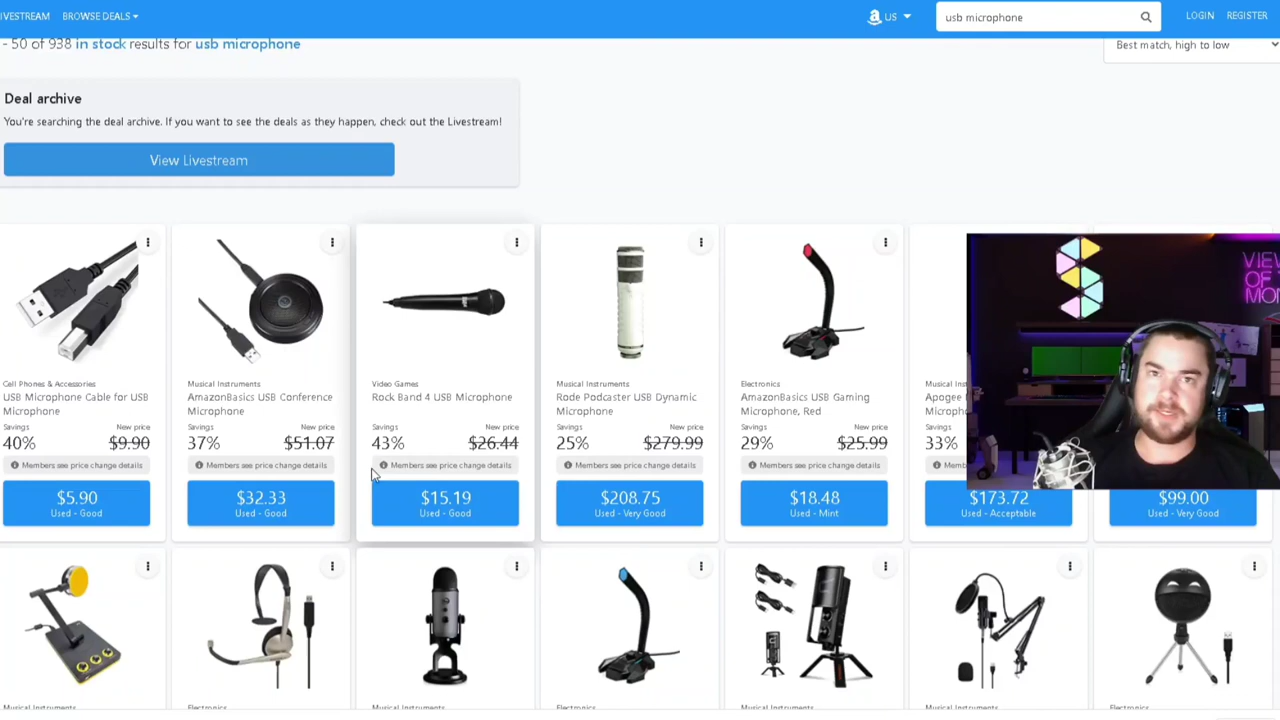 IVESTREAM BROWSE DEALS US usb microphone LOGIN REGISTER
- 50 of 938 in stock results for usb microphone
Best match, high to low
Deal archive
You're searching the deal archive. If you want to see the deals as they happen, check out the Livestream!
View Livestream
VIEW
OF
MON
Cell Phones & Accessories
USB Microphone Cable for USB
Microphone
Savings New price
40% $9.90
Members see price change details
$5.90
Used - Good
Musical Instruments
AmazonBasics USB Conference
Microphone
Savings New price
37% $51.07
Members see price change details
$32.33
Used - Good
Video Games
Rock Band 4 USB Microphone
Savings New price
43% $26.44
Members see price change details
$15.19
Used - Good
Musical Instruments
Rode Podcaster USB Dynamic
Microphone
Savings New price
25% $279.99
Members see price change details
$208.75
Used - Very Good
Electronics
AmazonBasics USB Gaming
Microphone, Red
Savings New price
29% $25.99
Members see price change details
$18.48
Used - Mint
Musical Inst
Apogee
Microphone
Savings
33%
Memb
$173.72
Used - Acceptable
$99.00
Used - Very Good
Musical Instruments
Electronics
Musical Instruments
Electronics
Musical Instruments
Musical Instruments
Electronics